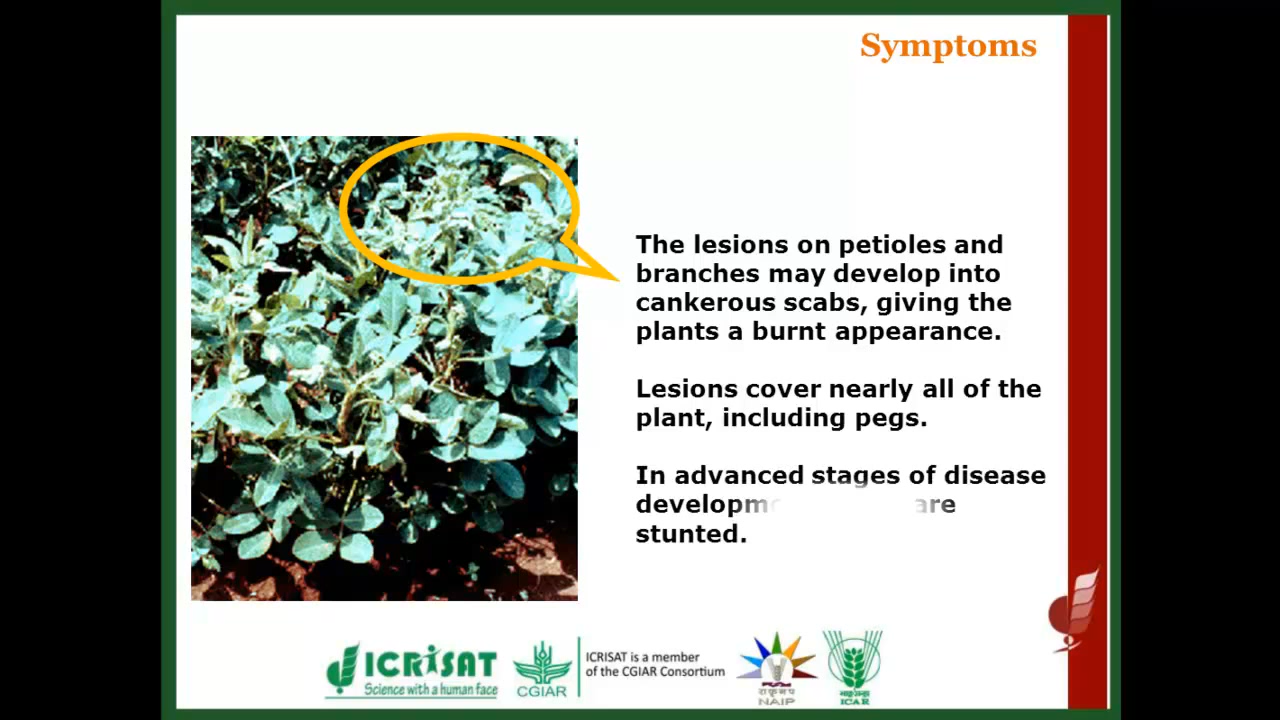 Symptoms
The lesions on petioles and
branches may develop into
cankerous scabs, giving the
plants a burnt appearance.
Lesions cover nearly all of the
plant, including pegs.
In advanced stages of disease
developm are
stunted.
ICRISAT
Science with a human face
CGIAR
ICRISAT is a member
of the CGIAR Consortium
NAIP
ICAR